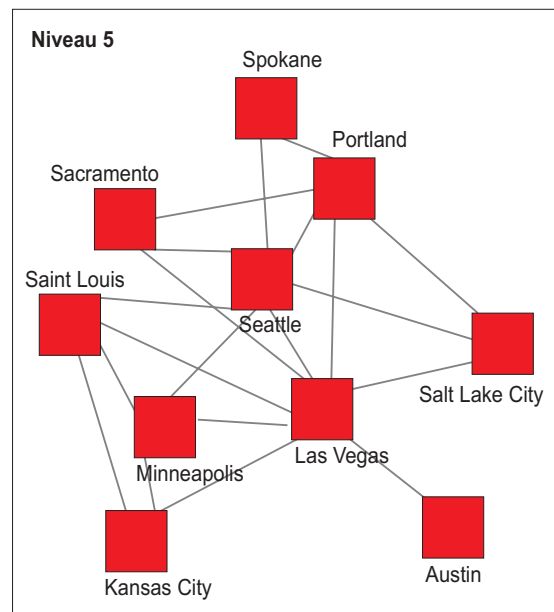 Niveau 5
Spokane
Portland
Sacramento
Saint Louis
Seattle
Salt Lake City
Las Vegas
Minneapolis
Kansas City
Austin